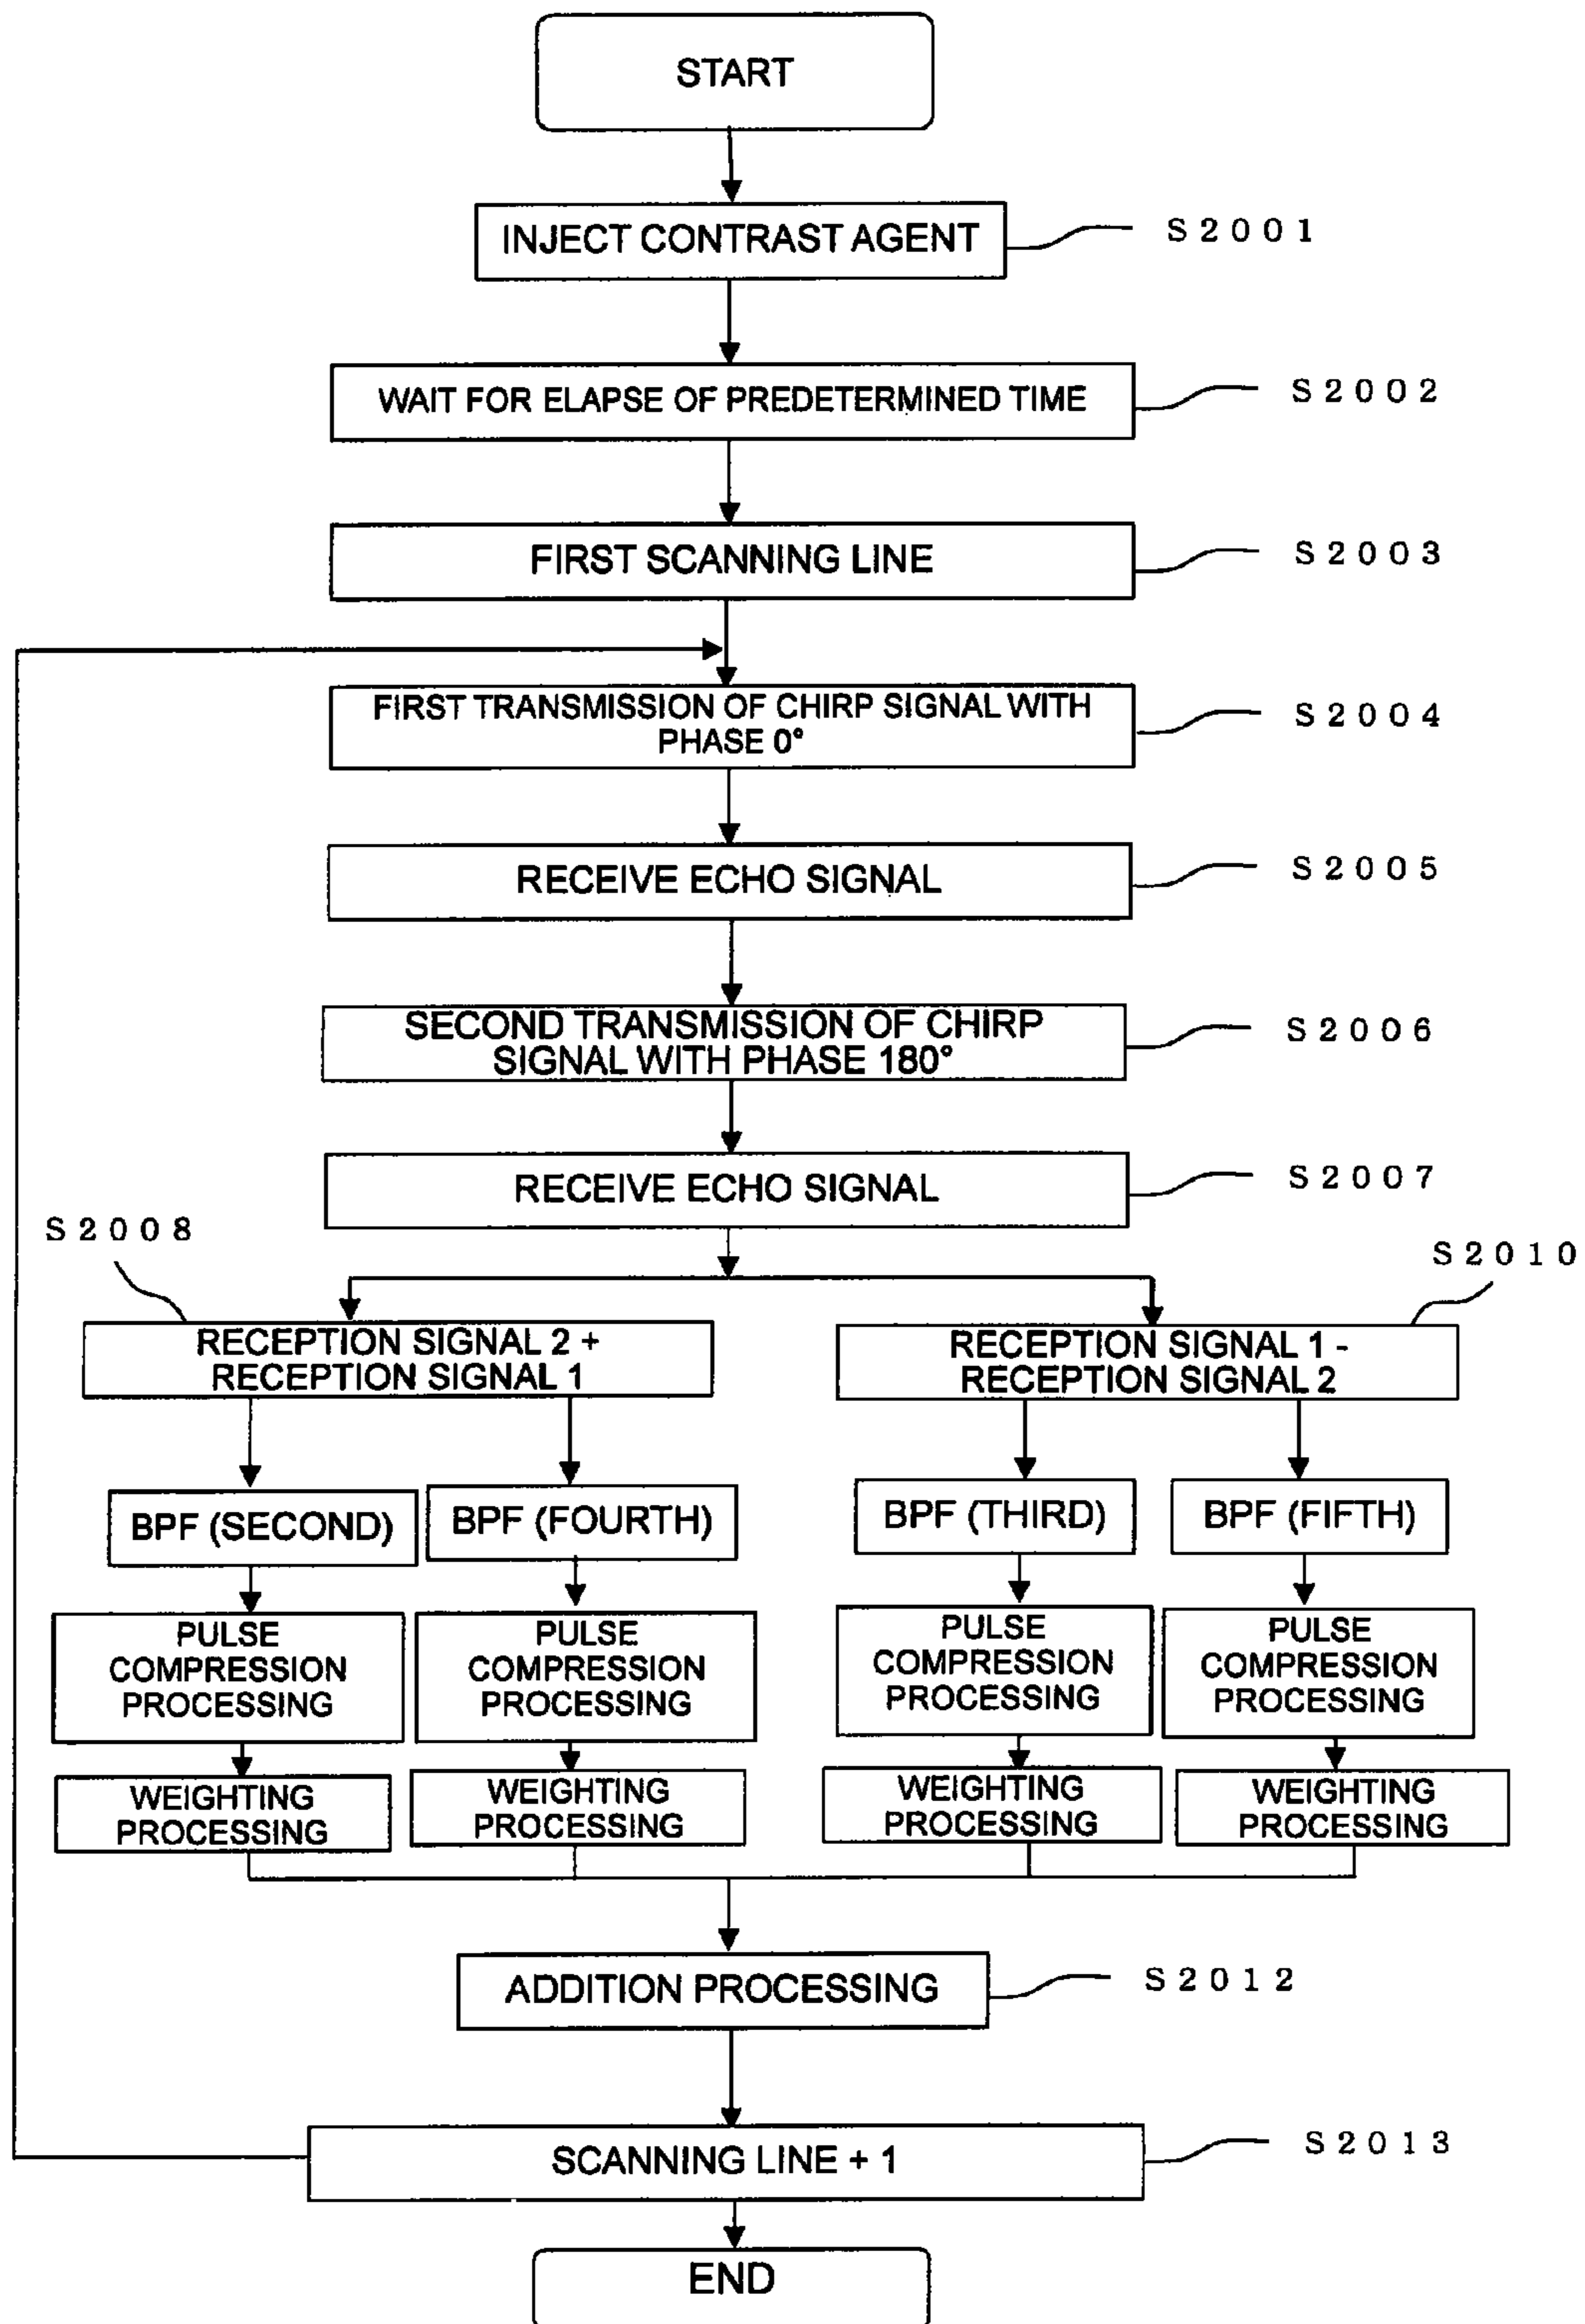 START
INJECT CONTRAST AGENT
S2001
WAIT FOR ELAPSE OF PREDETERMINED TIME
S2002
FIRST SCANNING LINE
S2003
FIRST TRANSMISSION OF CHIRP SIGNAL WITH
PHASE 0°
S2004
RECEIVE ECHO SIGNAL
S2005
SECOND TRANSMISSION OF CHIRP
SIGNAL WITH PHASE 180°
S2006
RECEIVE ECHO SIGNAL
S2007
S2008
S2010
RECEPTION SIGNAL 2 +
RECEPTION SIGNAL 1
RECEPTION SIGNAL 1 -
RECEPTION SIGNAL 2
BPF (SECOND)
BPF (FOURTH)
BPF (THIRD)
BPF (FIFTH)
PULSE
COMPRESSION
PROCESSING
PULSE
COMPRESSION
PROCESSING
PULSE
COMPRESSION
PROCESSING
PULSE
COMPRESSION
PROCESSING
WEIGHTING
PROCESSING
WEIGHTING
PROCESSING
WEIGHTING
PROCESSING
WEIGHTING
PROCESSING
ADDITION PROCESSING
S2012
SCANNING LINE + 1
S2013
END